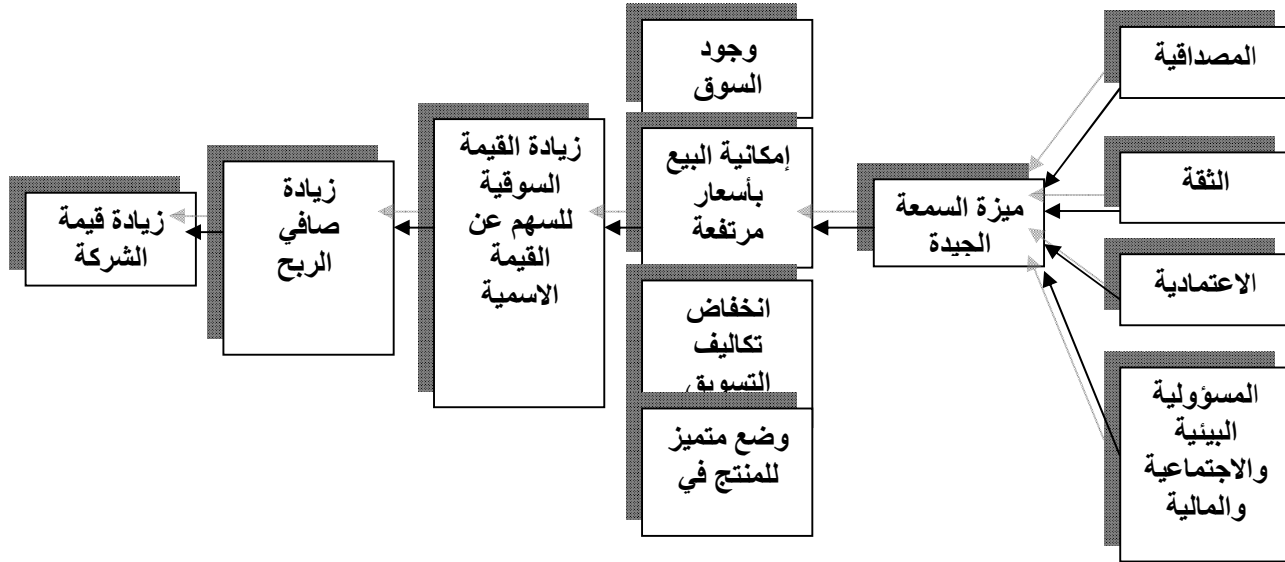 المصداقية
الثقة
الاعتمادية
المسؤولية
البيئية
والاجتماعية
والمالية
ميزة السمعة
الجيدة
وجود
السوق
إمكانية البيع
بأسعار
مرتفعة
انخفاض
تكاليف
التسويق
وضع متميز
للمنتج في
زيادة القيمة
السوقية
للسهم عن
القيمة
الاسمية
زيادة
صافي
الربح
زيادة قيمة
الشركة